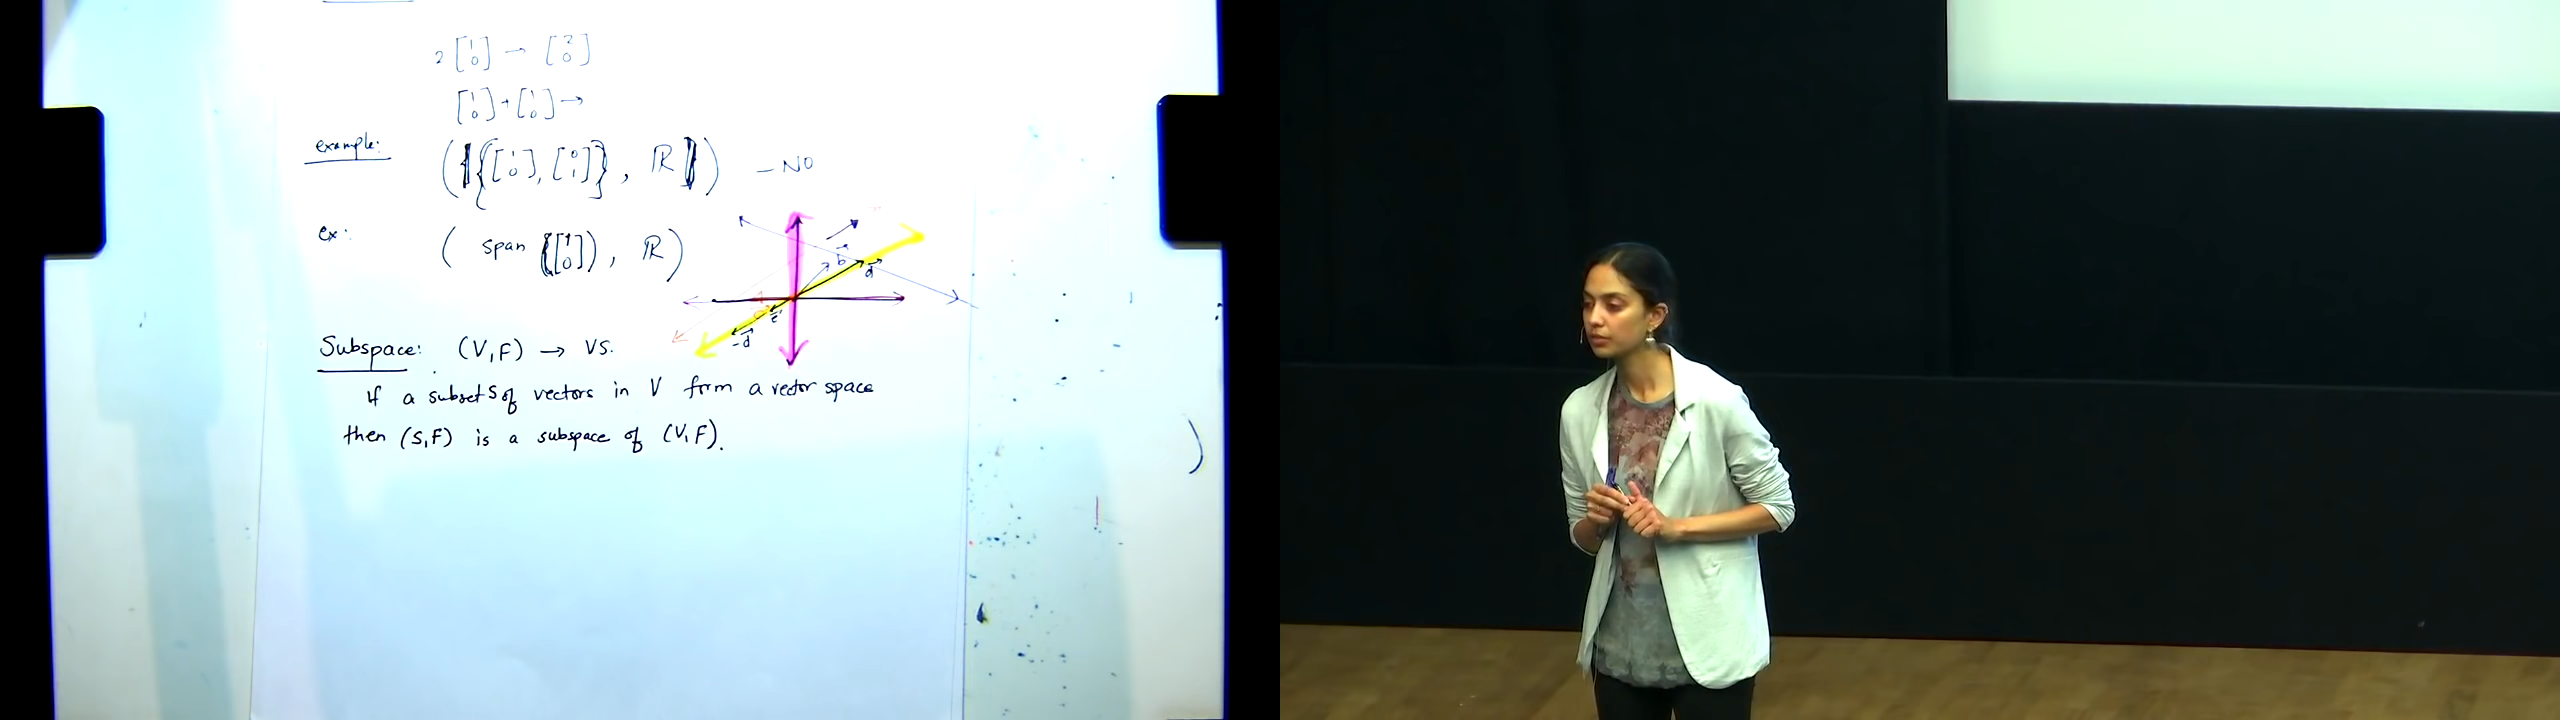 2 [1 0] → [2 0]
[1 0] + [1 0] →
example: ({[1 0], [0 1]}, ℝ) – NO
ex: (span {[1 0]}, ℝ)
b⃗
d⃗
e⃗
-d⃗
Subspace: (V, F) → VS.
If a subset S of vectors in V form a vector space
then (S, F) is a subspace of (V, F).